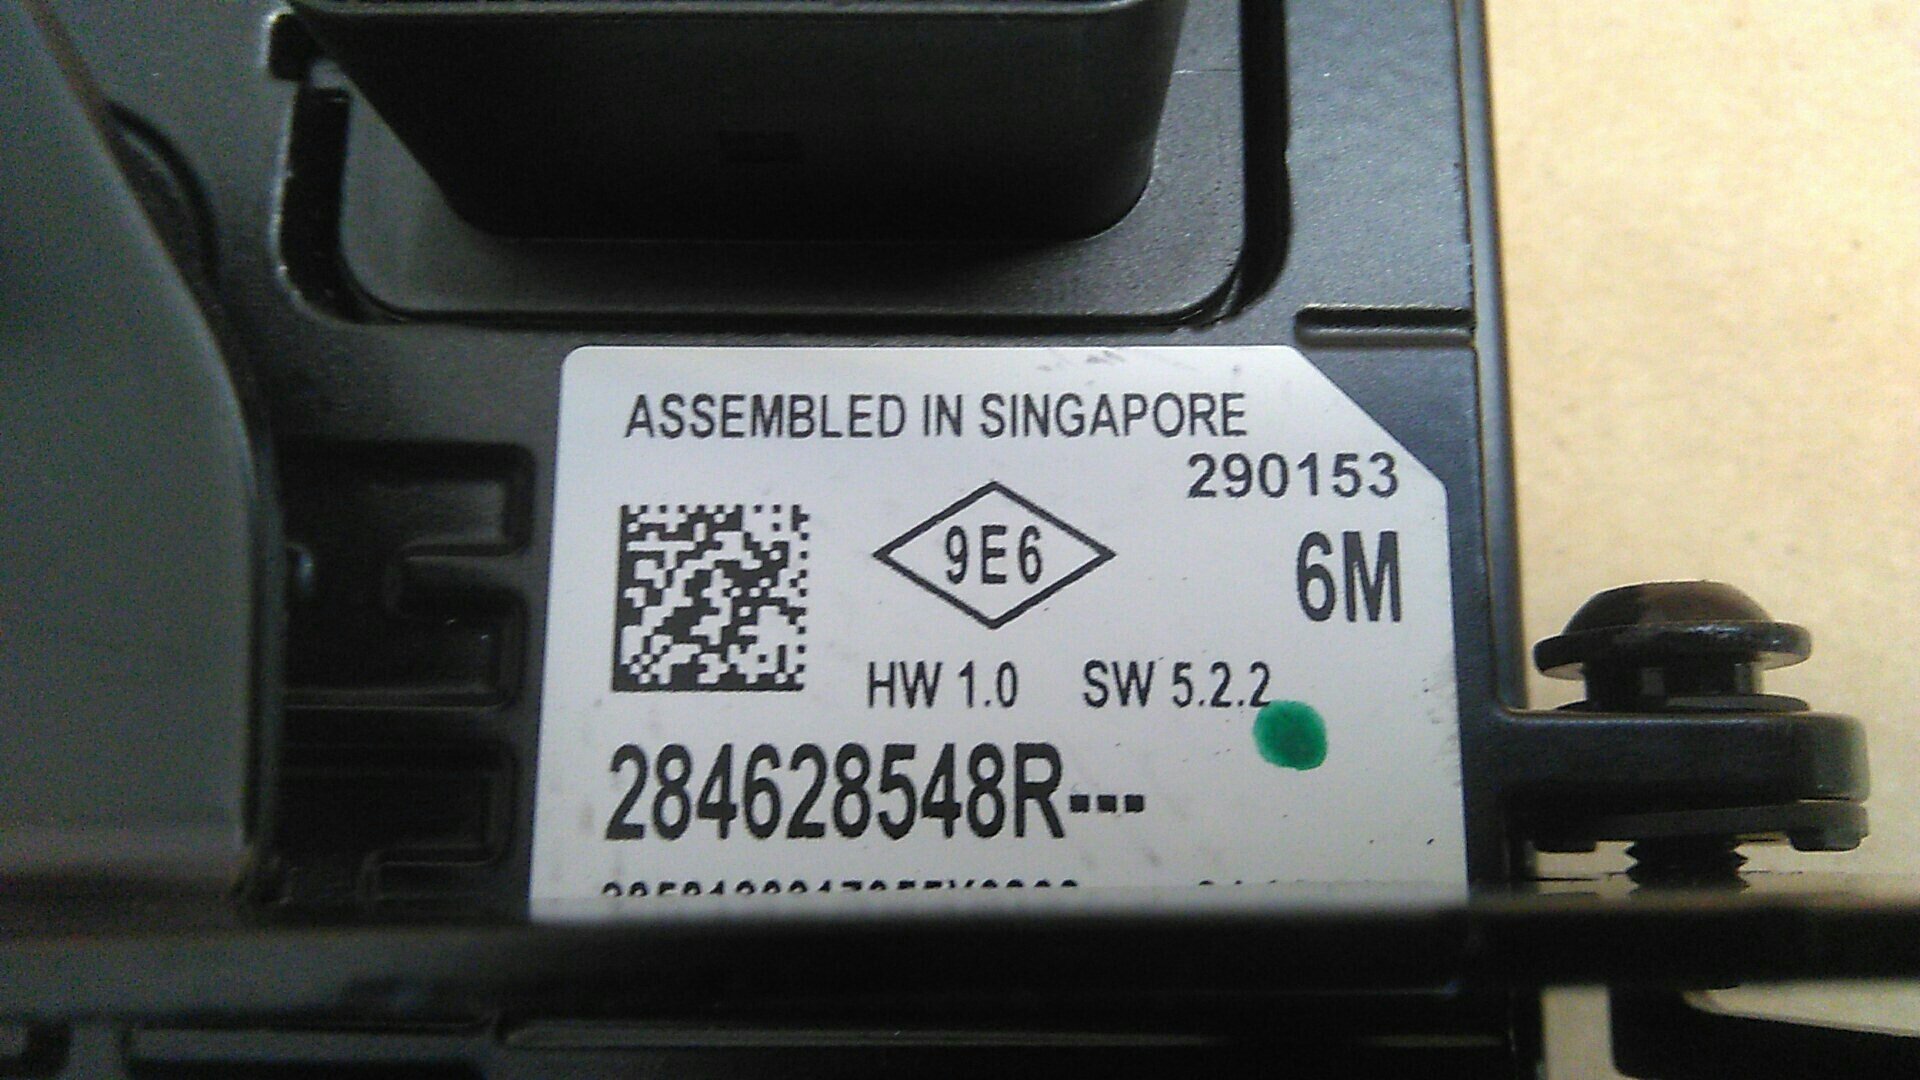 ASSEMBLED IN SINGAPORE
290153
9E6
6M
HW 1.0 SW 5.2.2
284628548R---